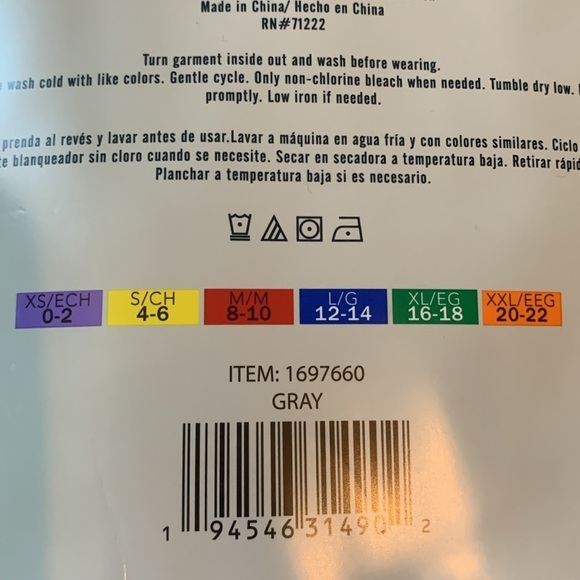 Made in China/ Hecho en China
RN#71222
Turn garment inside out and wash before wearing.
wash cold with like colors. Gentle cycle. Only non-chlorine bleach when needed. Tumble dry low.
promptly. Low iron if needed.
prenda al revés y lavar antes de usar.Lavar a máquina en agua fría y con colores similares. Ciclo
blanqueador sin cloro cuando se necesite. Secar en secadora a temperatura baja. Retirar
Planchar a temperatura baja si es necesario.
XS/ECH S/CH M/M L/G XL/EG XXL/EEG
0-2 4-6 8-10 12-14 16-18 20-22
ITEM: 1697660
GRAY
1 94546 31490 2